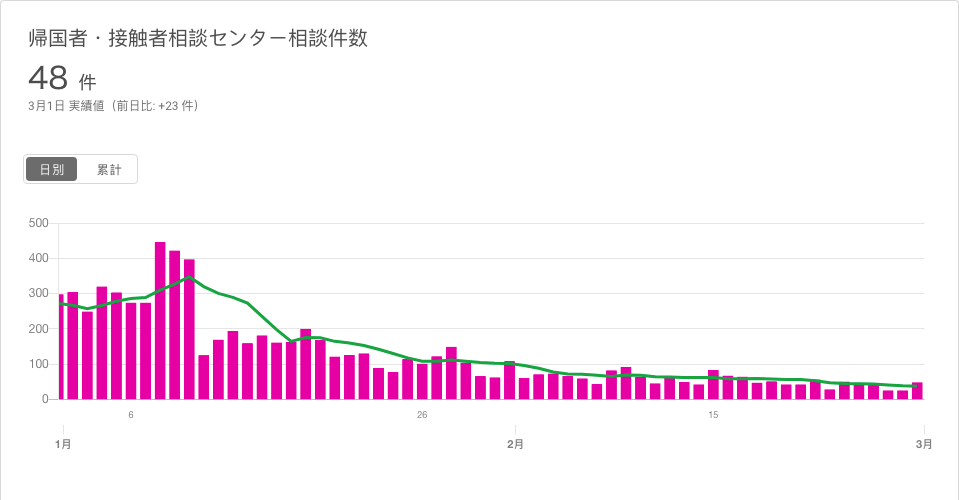 帰国者・接触者相談センター相談件数
48 件
3月1日 実績値（前日比: +23 件）
日別 累計
500
400
300
200
100
0
6 26 15
1月 2月 3月